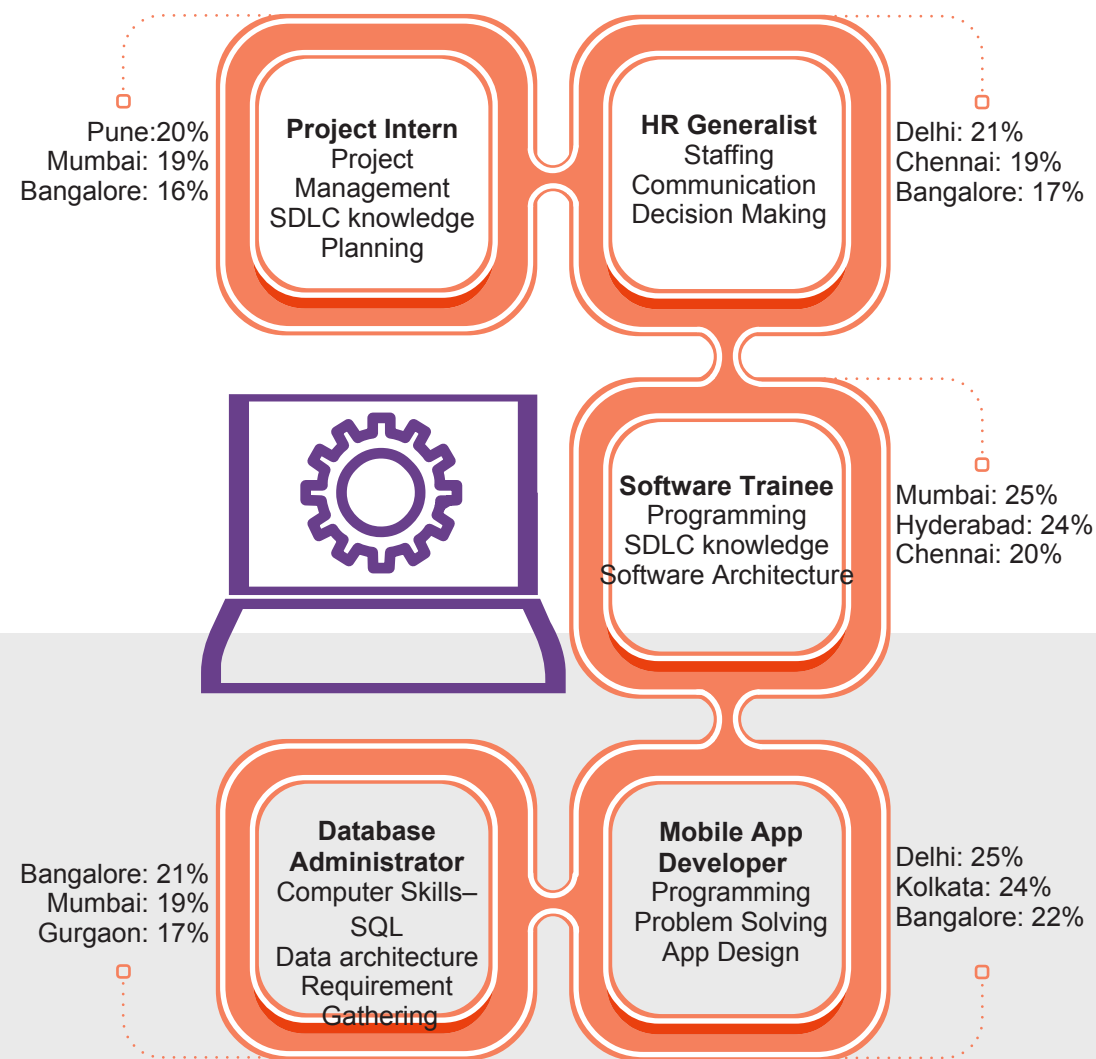 Pune:20%
Mumbai: 19%
Bangalore: 16%
Project Intern
Project
Management
SDLC knowledge
Planning
HR Generalist
Staffing
Communication
Decision Making
Delhi: 21%
Chennai: 19%
Bangalore: 17%
Software Trainee
Programming
SDLC knowledge
Software Architecture
Mumbai: 25%
Hyderabad: 24%
Chennai: 20%
Bangalore: 21%
Mumbai: 19%
Gurgaon: 17%
Database
Administrator
Computer Skills–
SQL
Data architecture
Requirement
Gathering
Mobile App
Developer
Programming
Problem Solving
App Design
Delhi: 25%
Kolkata: 24%
Bangalore: 22%